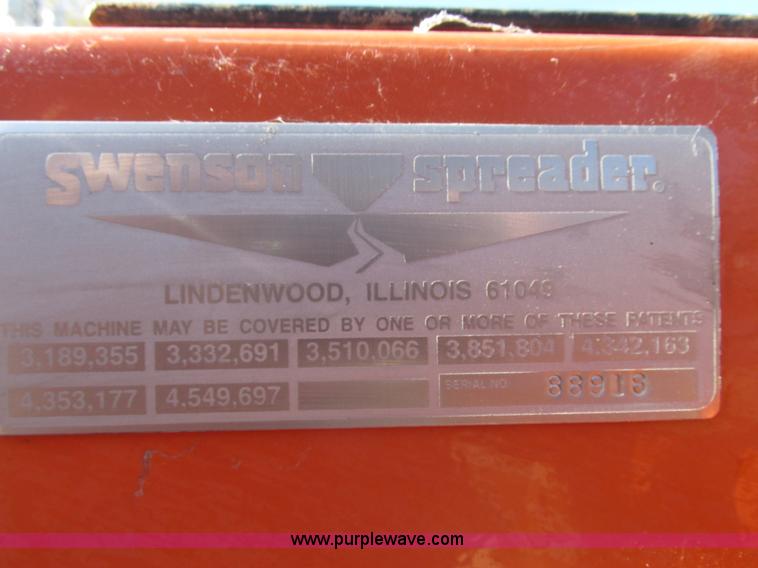 Swenson spreader.
LINDENWOOD, ILLINOIS 61049
THIS MACHINE MAY BE COVERED BY ONE OR MORE OF THESE PATENTS
3,189,355 3,332,691 3,510,066 3,851,804 4,342,163
4,353,177 4,549,697 SERIAL NO. 88916
www.purplewave.com